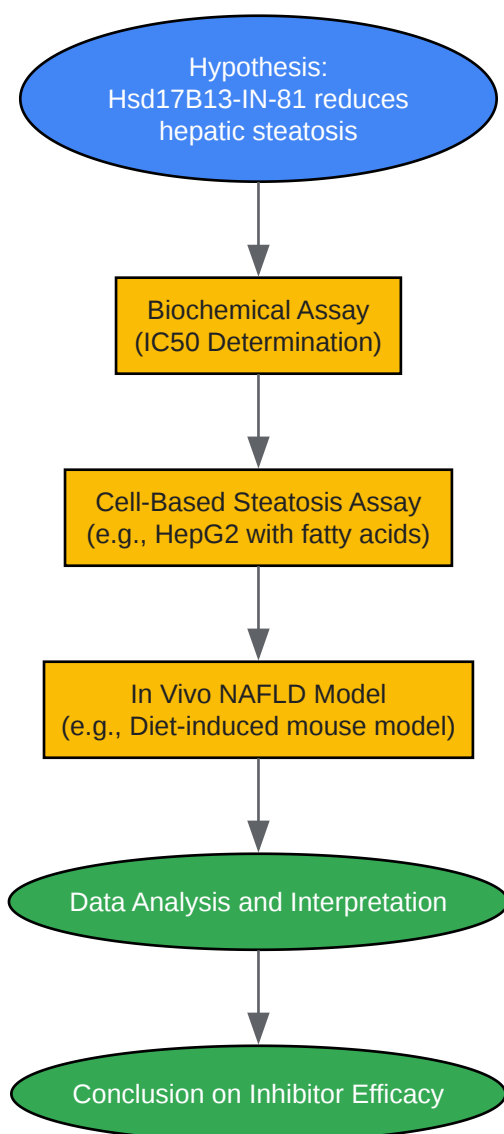 Hypothesis:
Hsd17B13-IN-81 reduces
hepatic steatosis
Biochemical Assay
(IC50 Determination)
Cell-Based Steatosis Assay
(e.g., HepG2 with fatty acids)
In Vivo NAFLD Model
(e.g., Diet-induced mouse model)
Data Analysis and Interpretation
Conclusion on Inhibitor Efficacy